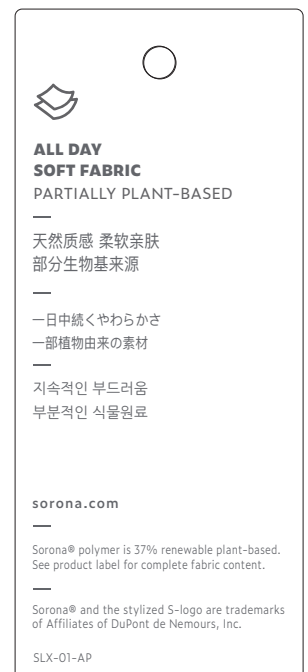 ALL DAY
SOFT FABRIC
PARTIALLY PLANT-BASED
天然质感 柔软亲肤
部分生物基来源
一日中続くやわらかさ
一部植物由来の素材
지속적인 부드러움
부분적인 식물원료
sorona.com
Sorona® polymer is 37% renewable plant-based.
See product label for complete fabric content.
Sorona® and the stylized S-logo are trademarks
of Affiliates of DuPont de Nemours, Inc.
SLX-01-AP